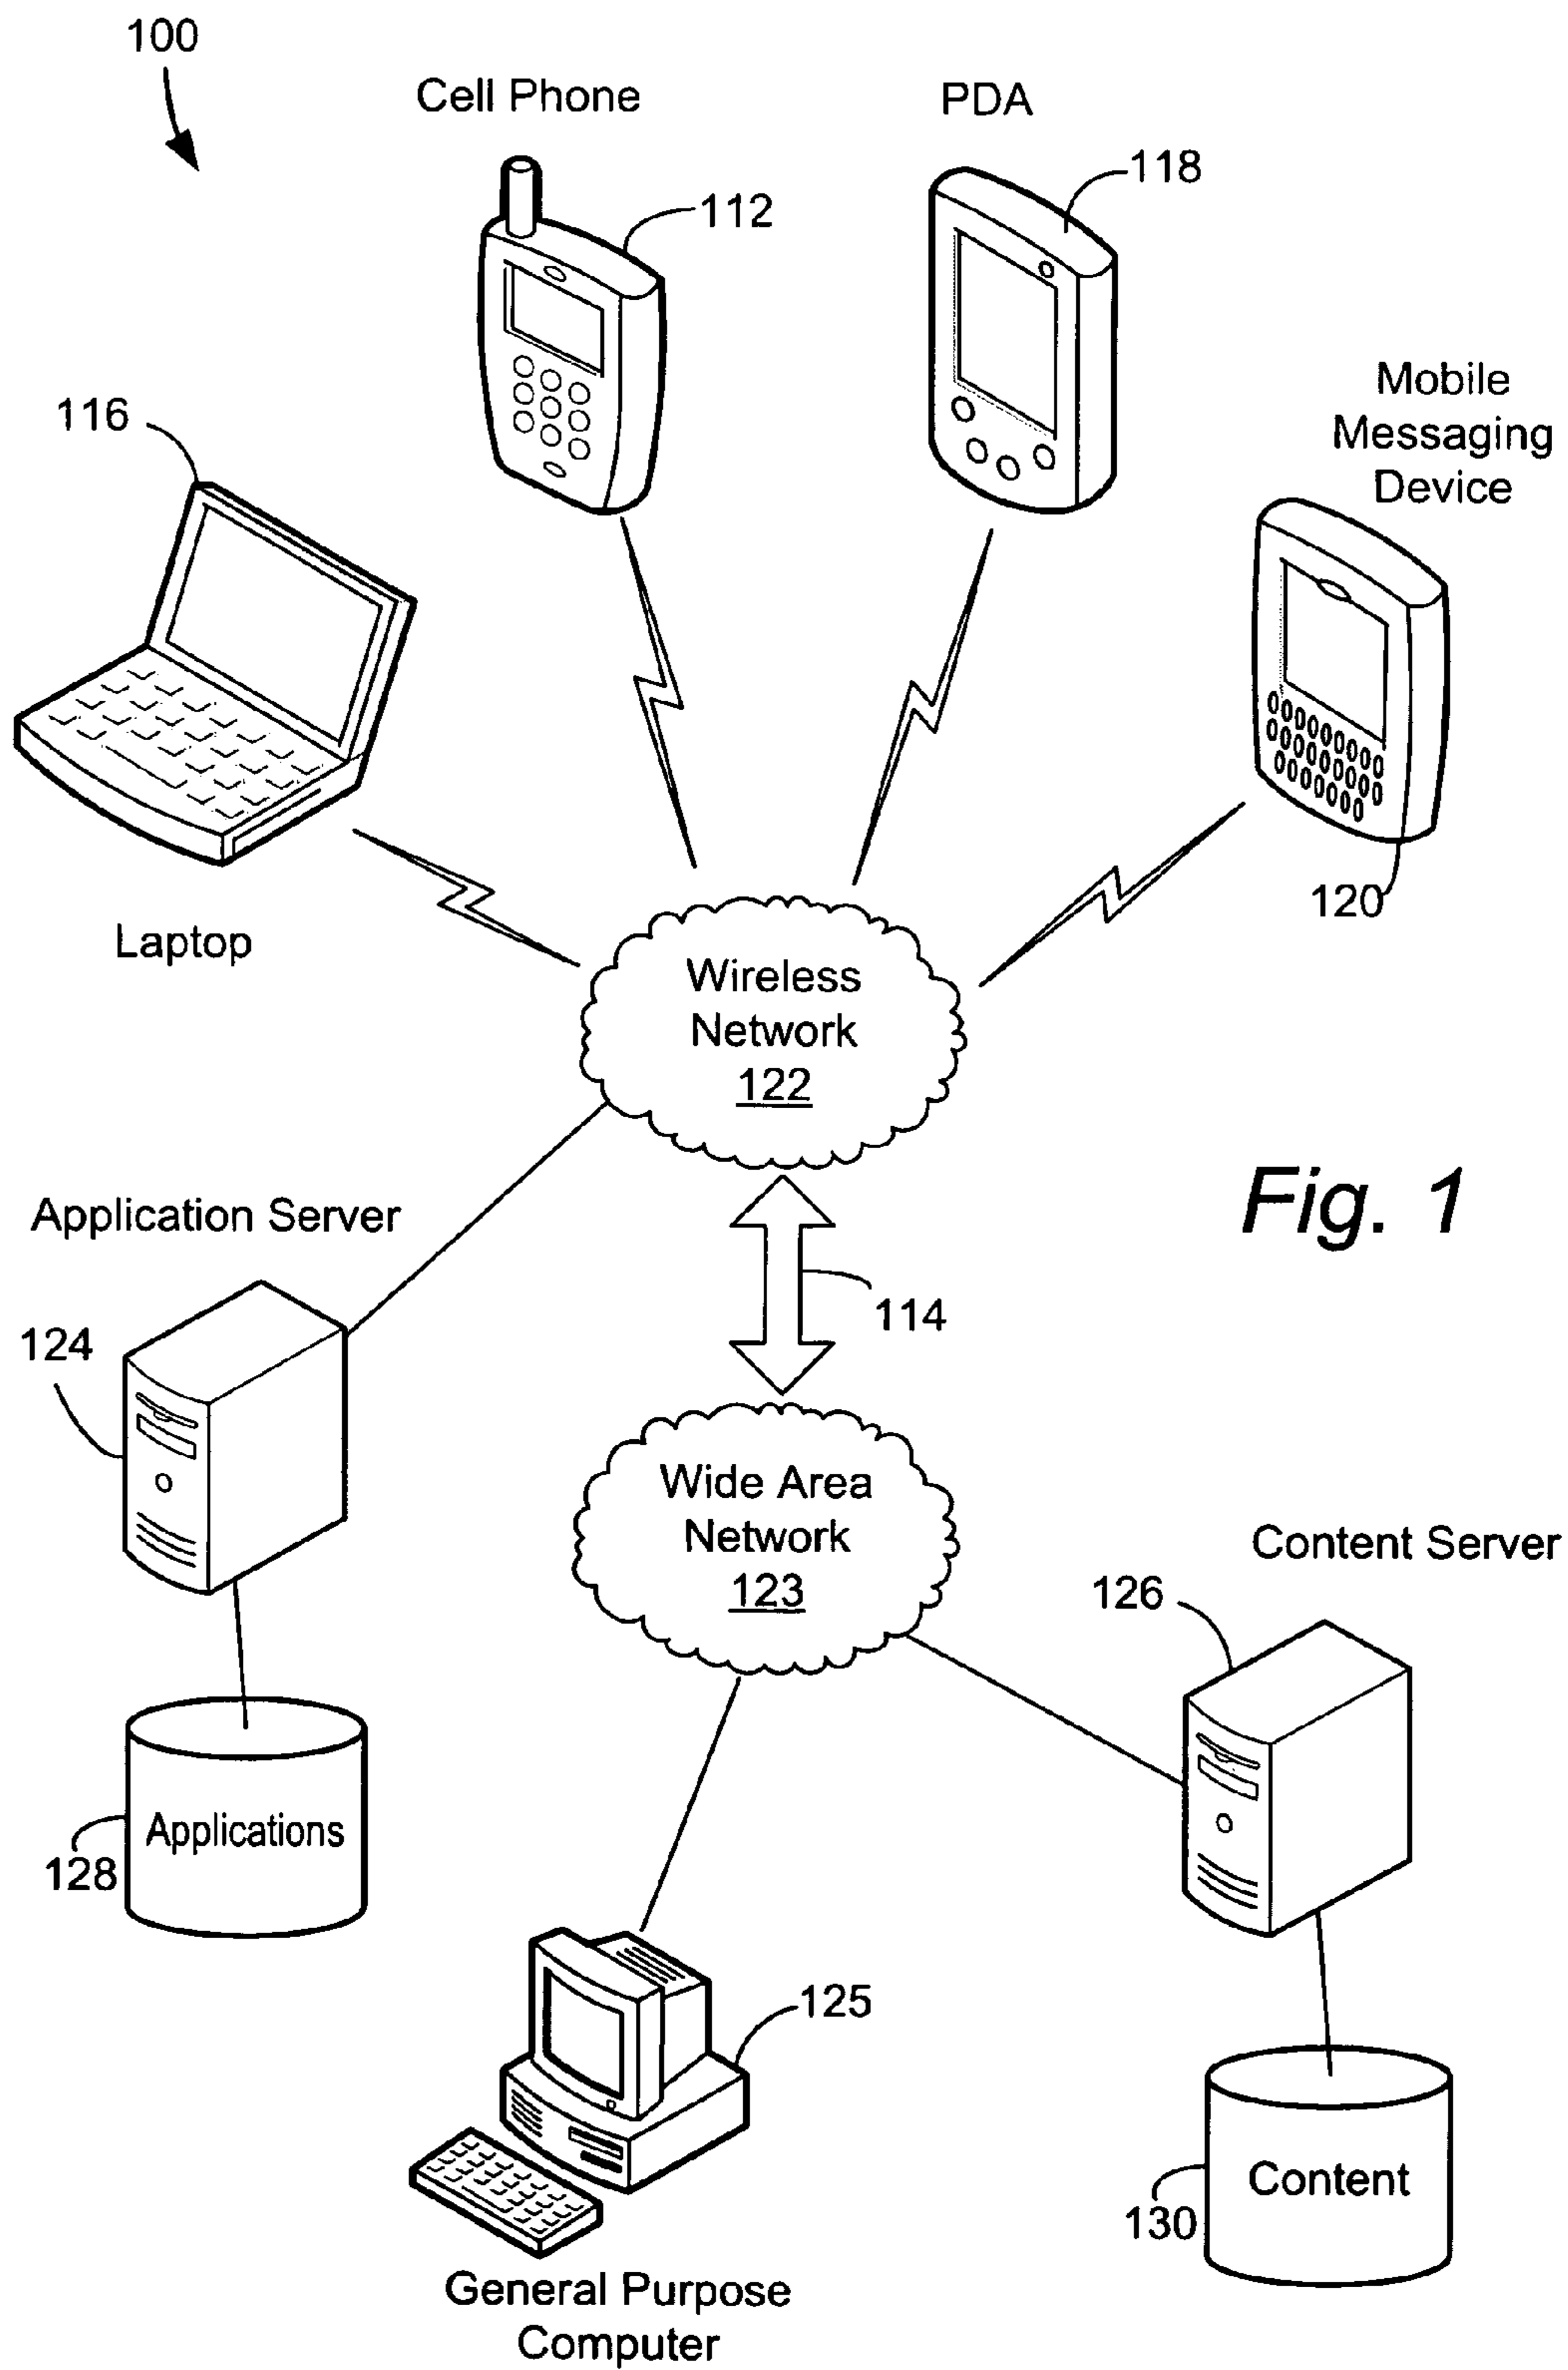 100
Cell Phone
PDA
118
112
Mobile
Messaging
Device
116
120
Laptop
Wireless
Network
122
Fig. 1
Application Server
114
124
Wide Area
Network
123
Content Server
126
Applications
128
125
Content
130
General Purpose
Computer